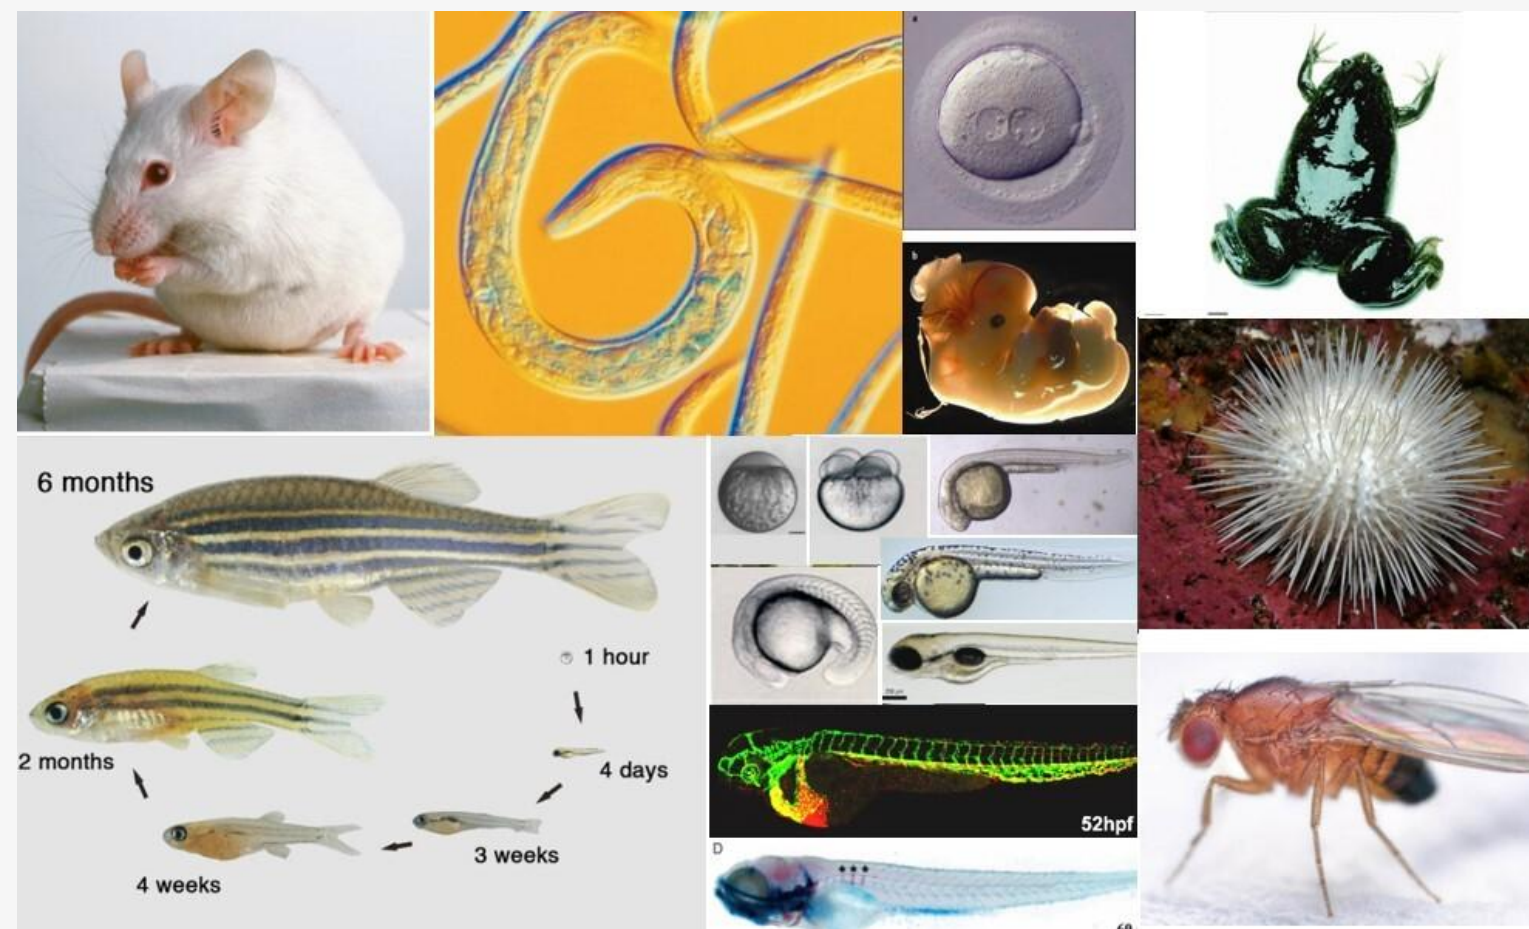 a
b
6 months
1 hour
2 months
4 days
3 weeks
4 weeks
52hpf
D